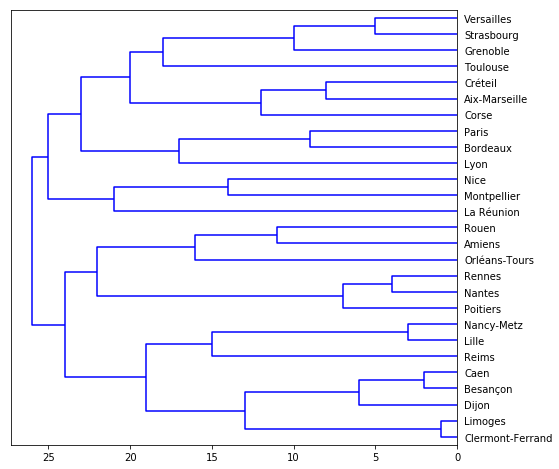 Versailles
Strasbourg
Grenoble
Toulouse
Créteil
Aix-Marseille
Corse
Paris
Bordeaux
Lyon
Nice
Montpellier
La Réunion
Rouen
Amiens
Orléans-Tours
Rennes
Nantes
Poitiers
Nancy-Metz
Lille
Reims
Caen
Besançon
Dijon
Limoges
Clermont-Ferrand
25 20 15 10 5 0